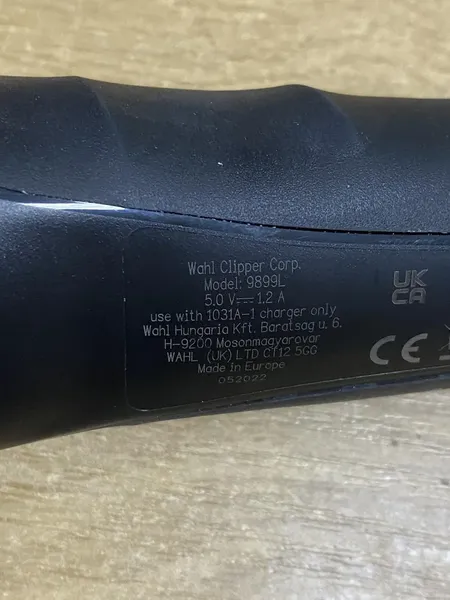 Wahl Clipper Corp.
Model: 9899L
5.0 V⎓1.2 A
use with 1031A-1 charger only
Wahl Hungaria Kft. Baratsag u. 6.
H-9200 Mosonmagyarovar
WAHL (UK) LTD CT12 5GG
Made in Europe
052022
UK
CA
CE